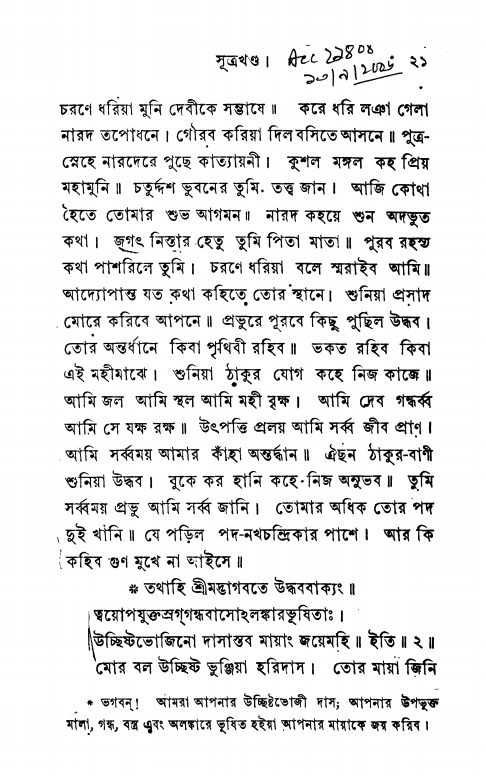 সূত্রখণ্ড। Acc 22808 ২১
২০|৯|2005
চরণে ধরিয়া মুনি দেবীকে সম্ভাষে॥ করে ধরি লঞা গেলা
নারদ তপোধনে। গৌরব করিয়া দিল বসিতে আসনে॥ পুত্র-
স্নেহে নারদেরে পুছে কাত্যায়নী। কুশল মঙ্গল কহ প্রিয়
মহামুনি॥ চতুর্দ্দশ ভুবনের তুমি তত্ত্ব জান। আজি কোথা
হৈতে তোমার শুভ আগমন॥ নারদ কহয়ে শুন অদভুত
কথা। জগৎ নিস্তার হেতু তুমি পিতা মাতা॥ পূরব রহস্য
কথা পাশরিলে তুমি। চরণে ধরিয়া বলে স্মরাইব আমি॥
আদ্যোপান্ত যত কথা কহিতে তোর স্থানে। শুনিয়া প্রসাদ
মোরে করিবে আপনে॥ প্রভুরে পূরবে কিছু পুছিল উদ্ধব।
তোর অন্তর্ধানে কিবা পৃথিবী রহিব॥ ভকত রহিব কিবা
এই মহীমাঝে। শুনিয়া ঠাকুর যোগ কহে নিজ কাজে॥
আমি জল আমি স্থল আমি মহী বৃক্ষ। আমি দেব গন্ধর্ব্ব
আমি সে যক্ষ রক্ষ॥ উৎপত্তি প্রলয় আমি সর্ব্ব জীব প্রাণ।
আমি সর্ব্বময় আমার কাঁহা অন্তর্দ্ধান॥ ঐছন ঠাকুর-বাণী
শুনিয়া উদ্ধব। বুকে কর হানি কহে নিজ অনুভব॥ তুমি
সর্ব্বময় প্রভু আমি সর্ব্ব জানি। তোমার অধিক তোর পদ
দুই খানি॥ যে পড়িল পদ-নখচন্দ্রিকার পাশে। আর কি
কহিব গুণ মুখে না আইসে॥
* তথাহি শ্রীমদ্ভাগবতে উদ্ধববাক্যং॥
ত্বয়োপযুক্তস্রগ্‌গন্ধবাসোঽলঙ্কারভূষিতাঃ।
উচ্ছিষ্টভোজিনো দাসাস্তব মায়াং জয়েমহি॥ ইতি॥ ২॥
মোর বল উচ্ছিষ্ট ভুঞ্জিয়া হরিদাস। তোর মায়া জিনি
* ভগবন্‌! আমরা আপনার উচ্ছিষ্টভোজী দাস; আপনার উপভুক্ত
মালা, গন্ধ, বস্ত্র এবং অলঙ্কারে ভূষিত হইয়া আপনার মায়াকে জয় করিব।